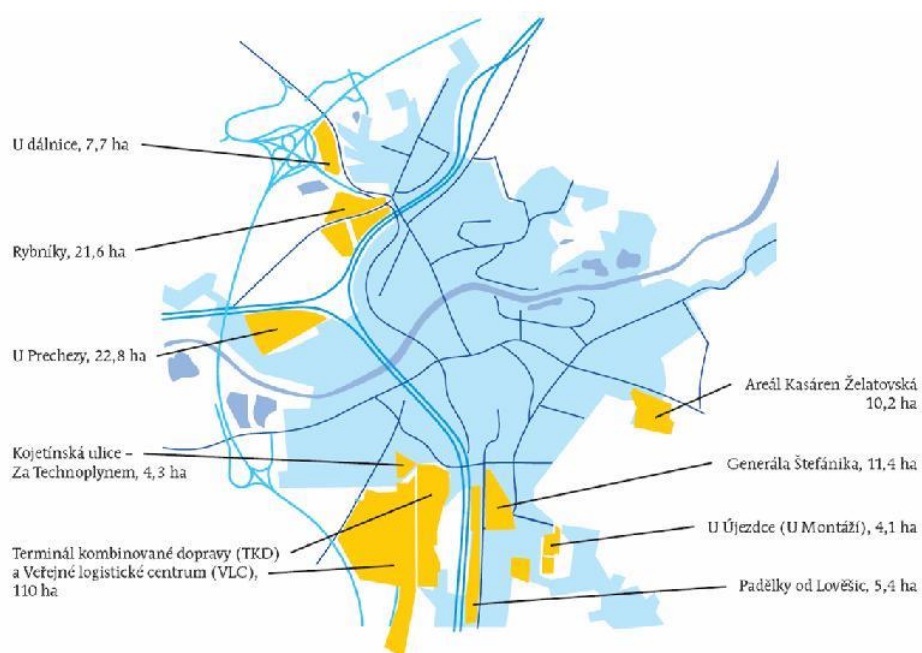 U dálnice, 7,7 ha
Rybníky, 21,6 ha
U Prechezy, 22,8 ha
Kojetínská ulice –
Za Technoplynem, 4,3 ha
Terminál kombinované dopravy (TKD)
a Veřejné logistické centrum (VLC),
110 ha
Areál Kasáren Želatovská
10,2 ha
Generála Štefánika, 11,4 ha
U Újezdce (U Montáží), 4,1 ha
Padělky od Lověšic, 5,4 ha